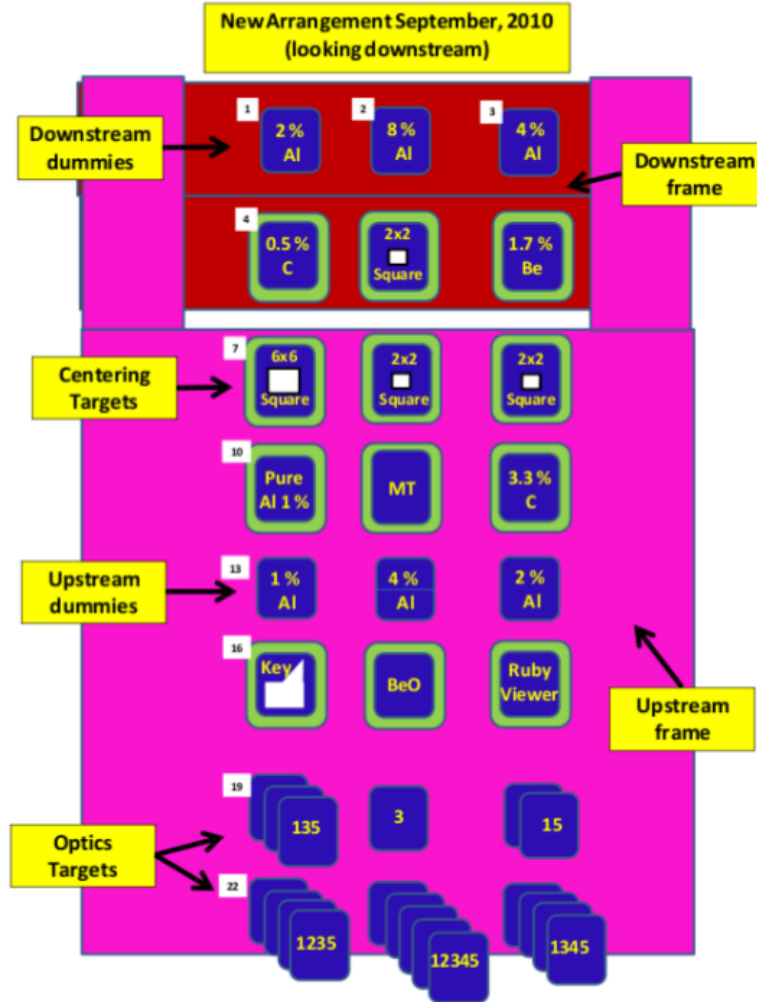 New Arrangement September, 2010
(looking downstream)
1
2
3
2 %
Al
8 %
Al
4 %
Al
Downstream
dummies
Downstream
frame
4
0.5 %
C
2x2
Square
1.7 %
Be
7
6x6
Square
2x2
Square
2x2
Square
Centering
Targets
10
Pure
Al 1 %
MT
3.3 %
C
13
1 %
Al
4 %
Al
2 %
Al
Upstream
dummies
16
Key
BeO
Ruby
Viewer
Upstream
frame
19
135
3
15
Optics
Targets
22
1235
12345
1345